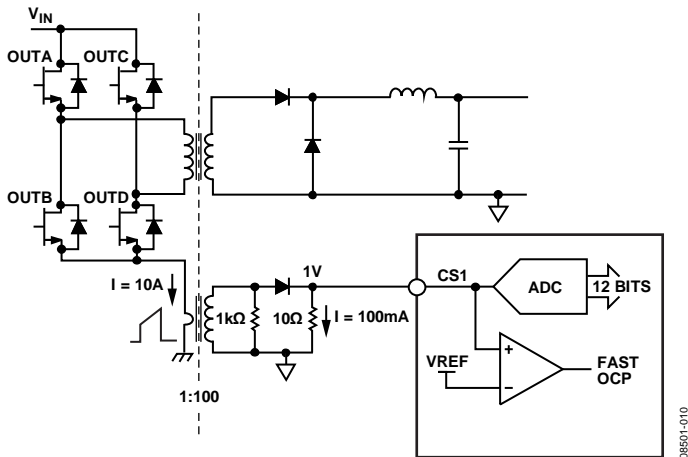 VIN
OUTA
OUTC
OUTB
OUTD
I = 10A
1kΩ
10Ω
1V
I = 100mA
1:100
CS1
ADC
12 BITS
VREF
+
−
FAST
OCP
08501-010